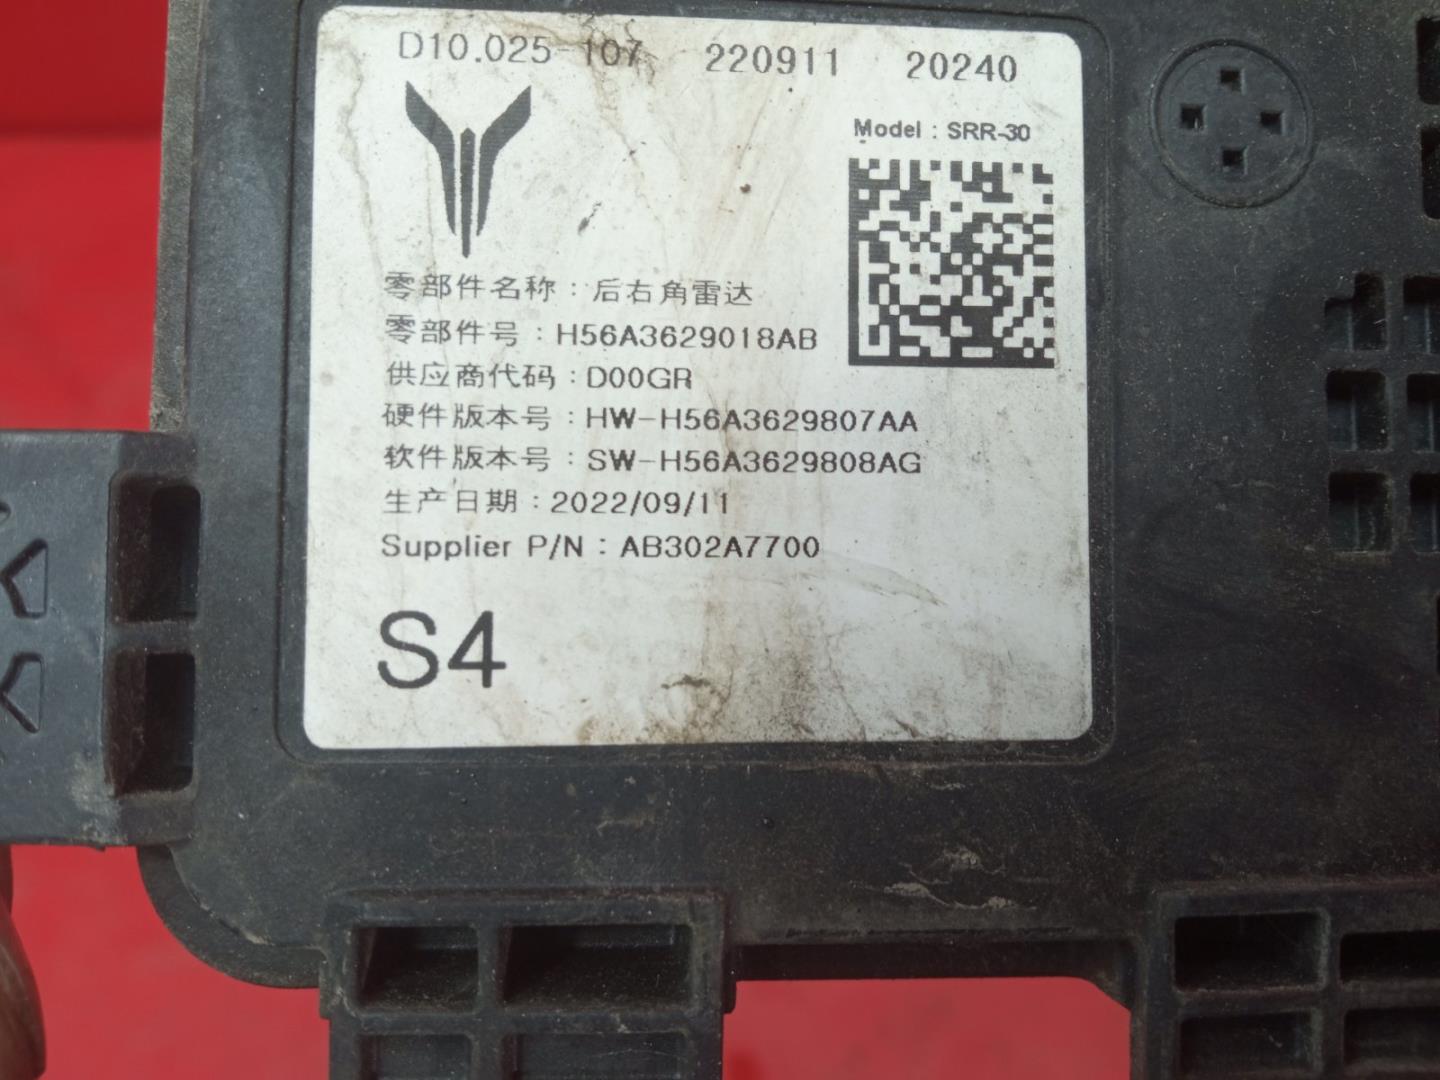 D10.025-107 220911 20240
Model : SRR-30
零部件名称 : 后右角雷达
零部件号 : H56A3629018AB
供应商代码 : D00GR
硬件版本号 : HW-H56A3629807AA
软件版本号 : SW-H56A3629808AG
生产日期 : 2022/09/11
Supplier P/N : AB302A7700
S4